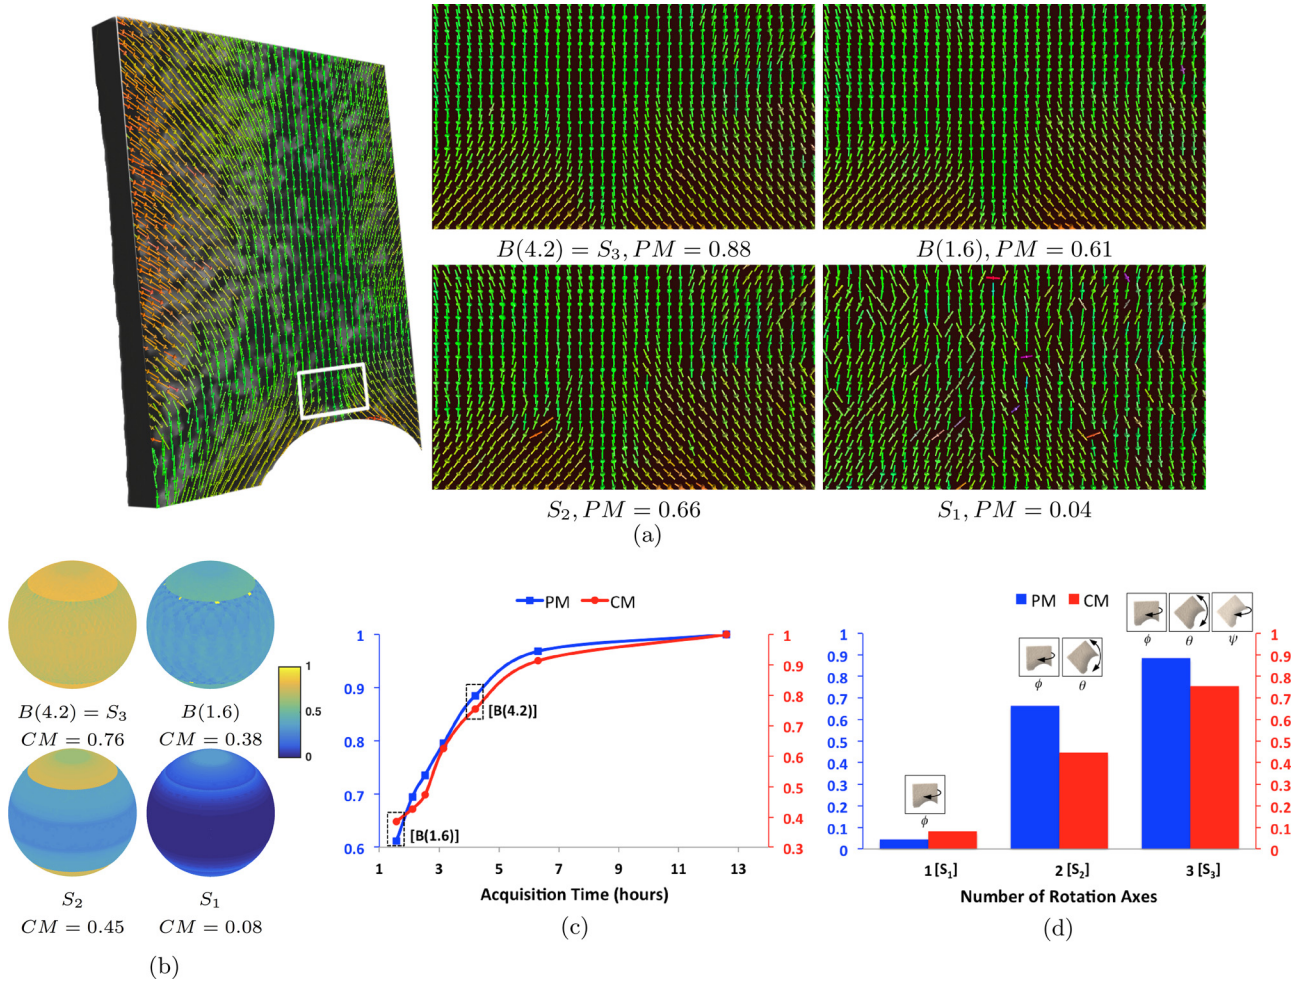 B(4.2) = S₃, PM = 0.88
B(1.6), PM = 0.61
S₂, PM = 0.66
S₁, PM = 0.04
(a)
B(4.2) = S₃
CM = 0.76
B(1.6)
CM = 0.38
1
0.5
0
S₂
CM = 0.45
S₁
CM = 0.08
(b)
PM CM
1
0.9
0.8
0.7
0.6
1
0.9
0.8
0.7
0.6
0.5
0.4
0.3
[B(4.2)]
[B(1.6)]
1 3 5 7 9 11 13
Acquisition Time (hours)
(c)
PM CM
ϕ θ ψ
ϕ θ
ϕ
1
0.9
0.8
0.7
0.6
0.5
0.4
0.3
0.2
0.1
0
1
0.9
0.8
0.7
0.6
0.5
0.4
0.3
0.2
0.1
0
1 [S₁] 2 [S₂] 3 [S₃]
Number of Rotation Axes
(d)